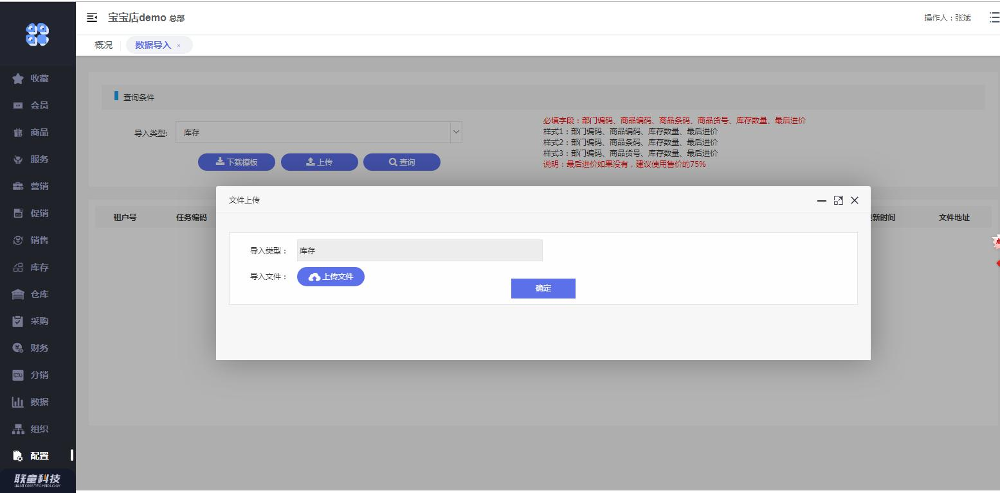 宝宝店demo 总部
操作人：张斌
概况
数据导入 ×
收藏
会员
商品
服务
营销
促销
销售
库存
仓库
采购
财务
分销
数据
组织
配置
联童科技
LIANTONGTECHNOLOGY
查询条件
导入类型:
库存
下载模板
上传
查询
必填字段：部门编码、商品编码、商品条码、商品货号、库存数量、最后进价
样式1：部门编码、商品编码、库存数量、最后进价
样式2：部门编码、商品条码、库存数量、最后进价
样式3：部门编码、商品货号、库存数量、最后进价
说明：最后进价如果没有，建议使用售价的75%
租户号
任务编码
更新时间
文件地址
文件上传
导入类型：
库存
导入文件：
上传文件
确定